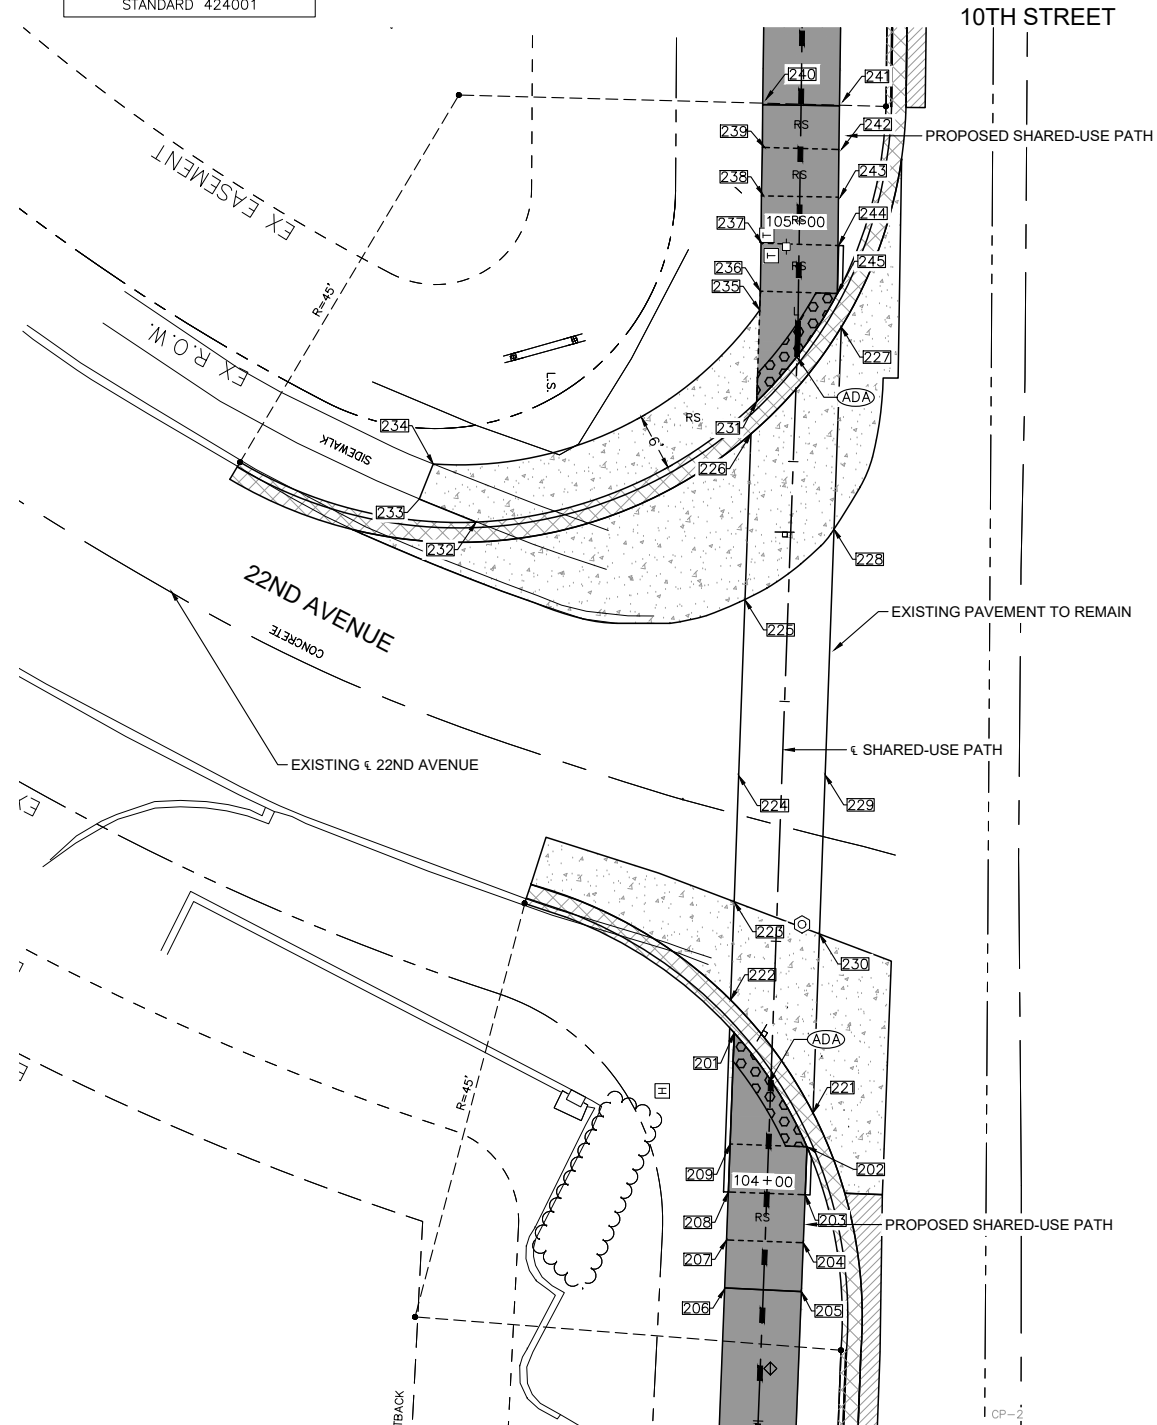 STANDARD 424001
10TH STREET
240
241
RS
242
239
PROPOSED SHARED-USE PATH
RS
243
238
EX EASEMENT
244
237
105+00
RS
T
T
245
236
RS
235
R=45'
EX R.O.W.
227
L.S.
ADA
RS
231
234
6'
SIDEWALK
226
233
232
228
22ND AVENUE
CONCRETE
EXISTING PAVEMENT TO REMAIN
225
℄ SHARED-USE PATH
EXISTING ℄ 22ND AVENUE
224
229
223
230
222
201
ADA
R=45'
H
221
209
202
104+00
208
RS
203
PROPOSED SHARED-USE PATH
207
204
206
205
TBACK
CP-2